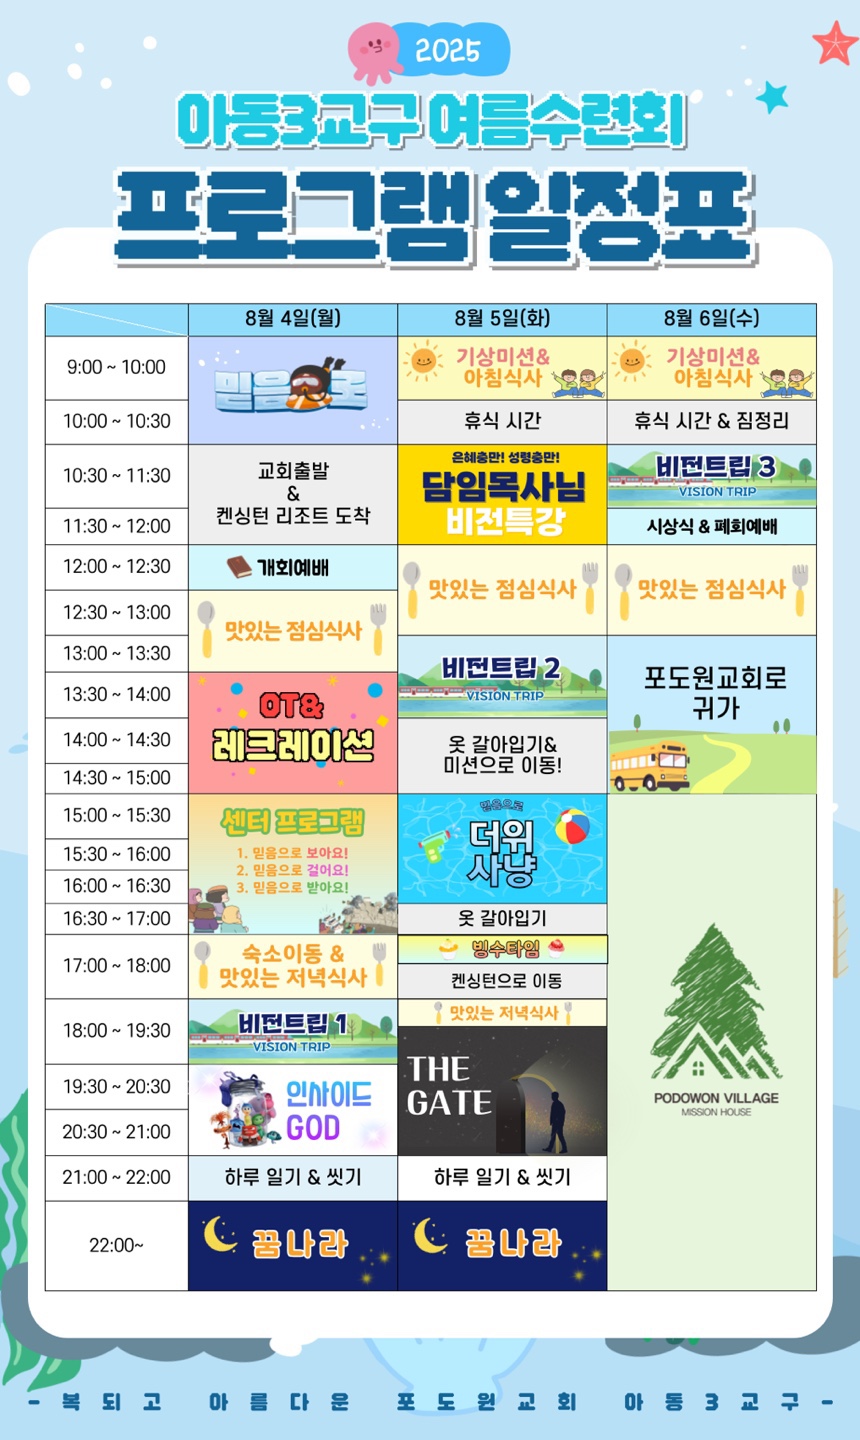 2025
아동3교구 여름수련회
프로그램 일정표
8월 4일(월)
8월 5일(화)
8월 6일(수)
9:00 ~ 10:00
믿음 조
기상미션&
아침식사
기상미션&
아침식사
10:00 ~ 10:30
휴식 시간
휴식 시간 & 짐정리
10:30 ~ 11:30
교회출발
&
켄싱턴 리조트 도착
은혜충만! 성령충만!
담임목사님
비전특강
비전트립 3
VISION TRIP
11:30 ~ 12:00
시상식 & 폐회예배
12:00 ~ 12:30
개회예배
맛있는 점심식사
맛있는 점심식사
12:30 ~ 13:00
맛있는 점심식사
13:00 ~ 13:30
비전트립 2
VISION TRIP
포도원교회로
귀가
13:30 ~ 14:00
OT&
레크레이션
14:00 ~ 14:30
옷 갈아입기&
미션으로 이동!
14:30 ~ 15:00
15:00 ~ 15:30
센터 프로그램
1. 믿음으로 보아요!
2. 믿음으로 걸어요!
3. 믿음으로 받아요!
믿음으로
더위
사냥
15:30 ~ 16:00
16:00 ~ 16:30
16:30 ~ 17:00
옷 갈아입기
17:00 ~ 18:00
숙소이동 &
맛있는 저녁식사
빙수타임
켄싱턴으로 이동
18:00 ~ 19:30
비전트립 1
VISION TRIP
맛있는 저녁식사
THE
GATE
19:30 ~ 20:30
인사이드
GOD
20:30 ~ 21:00
PODOWON VILLAGE
MISSION HOUSE
21:00 ~ 22:00
하루 일기 & 씻기
하루 일기 & 씻기
22:00~
꿈나라
꿈나라
- 복되고 아름다운 포도원교회 아동3교구 -